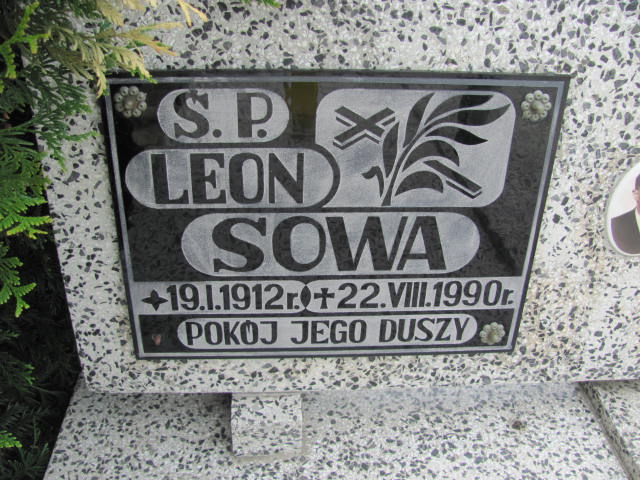 Ś.P.
LEON
SOWA
19.I.1912r. 22.VIII.1990r.
POKÓJ JEGO DUSZY